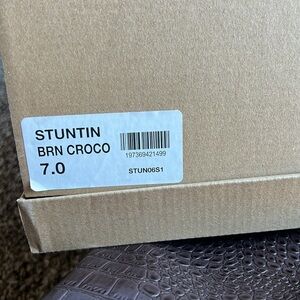 STUNTIN
BRN CROCO
7.0
197369421499
STUN06S1